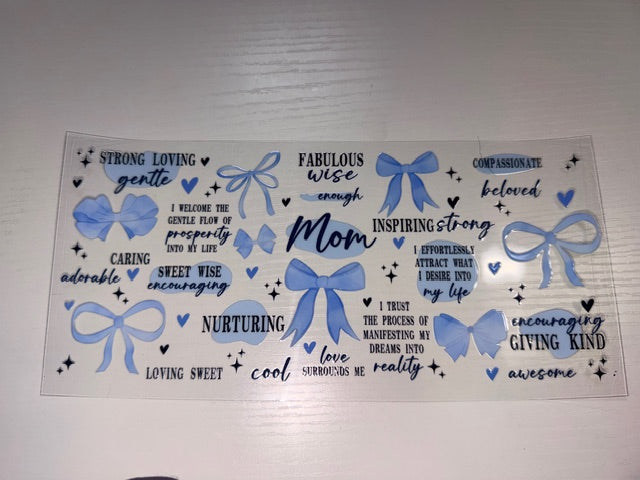 STRONG LOVING
gentle
FABULOUS
wise
enough
COMPASSIONATE
beloved
I WELCOME THE
GENTLE FLOW OF
prosperity
INTO MY LIFE
Mom
INSPIRING strong
CARING
adorable
SWEET WISE
encouraging
I EFFORTLESSLY
ATTRACT WHAT
I DESIRE INTO
my life
NURTURING
I TRUST
THE PROCESS OF
MANIFESTING MY
DREAMS INTO
reality
encouraging
GIVING KIND
LOVING SWEET
cool
love
SURROUNDS ME
awesome